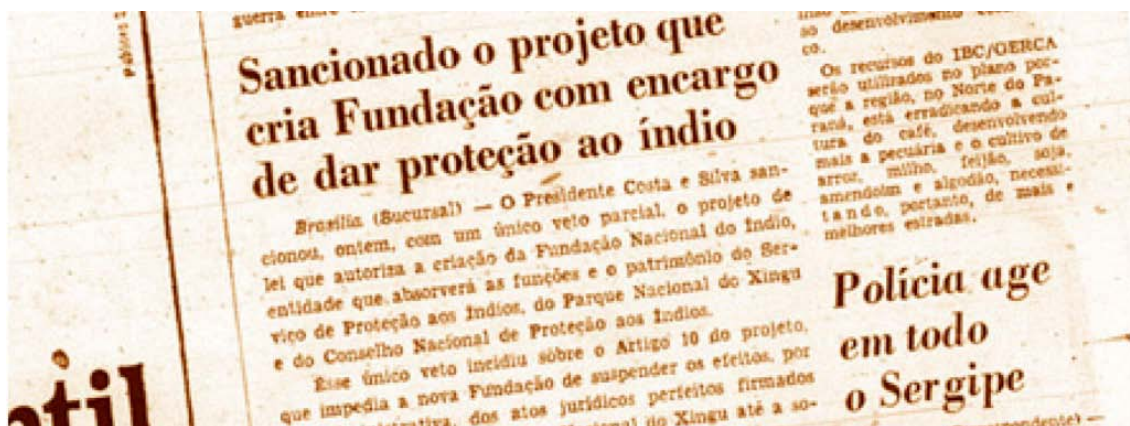 Sancionado o projeto que
cria Fundação com encargo
de dar proteção ao índio
Brasília (Sucursal) — O Presidente Costa e Silva san-
cionou, ontem, com um único veto parcial, o projeto de
lei que autoriza a criação da Fundação Nacional do Índio,
entidade que absorverá as funções e o patrimônio do Ser-
viço de Proteção aos Índios, do Parque Nacional do Xingu
e do Conselho Nacional de Proteção aos Índios.
Êsse único veto incidiu sôbre o Artigo 10 do projeto,
que impedia a nova Fundação de suspender os efeitos, por
dos atos jurídicos perfeitos firmados
do Xingu até a so-
so desenvolvimento
co.
Os recursos do IBC/GERCA
serão utilizados no plano por-
que a região, no Norte do Pa-
raná, está erradicando a cul-
tura do café, desenvolvendo
mais a pecuária e o cultivo de
arroz, milho, feijão, soja,
amendoim e algodão, necessi-
tando, portanto, de mais e
melhores estradas.
Polícia age
em todo
o Sergipe